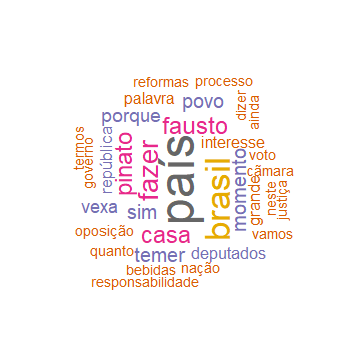 reformas processo
palavra povo dizer ainda
porque
fausto
república
termos
governo
pinato
fazer
país
brasil
interesse
momento
voto
câmara
grande
neste
justiça
vexa sim
oposição casa vamos
quanto temer deputados
bebidas nação
responsabilidade